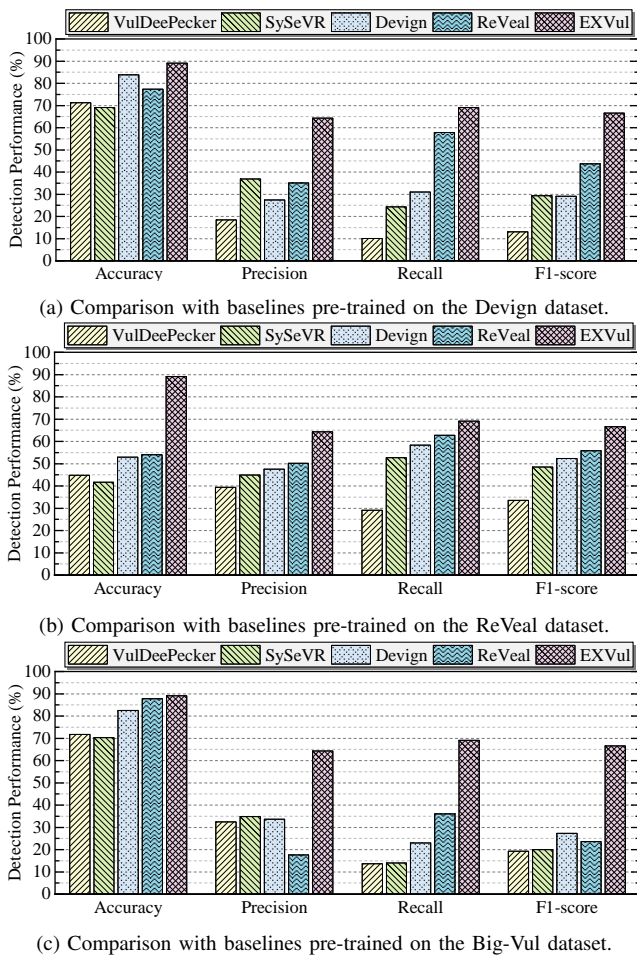 VulDeePecker SySeVR Devign ReVeal EXVul
Detection Performance (%)
100
90
80
70
60
50
40
30
20
10
0
Accuracy Precision Recall F1-score
(a) Comparison with baselines pre-trained on the Devign dataset.
VulDeePecker SySeVR Devign ReVeal EXVul
Detection Performance (%)
100
90
80
70
60
50
40
30
20
10
0
Accuracy Precision Recall F1-score
(b) Comparison with baselines pre-trained on the ReVeal dataset.
VulDeePecker SySeVR Devign ReVeal EXVul
Detection Performance (%)
100
90
80
70
60
50
40
30
20
10
0
Accuracy Precision Recall F1-score
(c) Comparison with baselines pre-trained on the Big-Vul dataset.